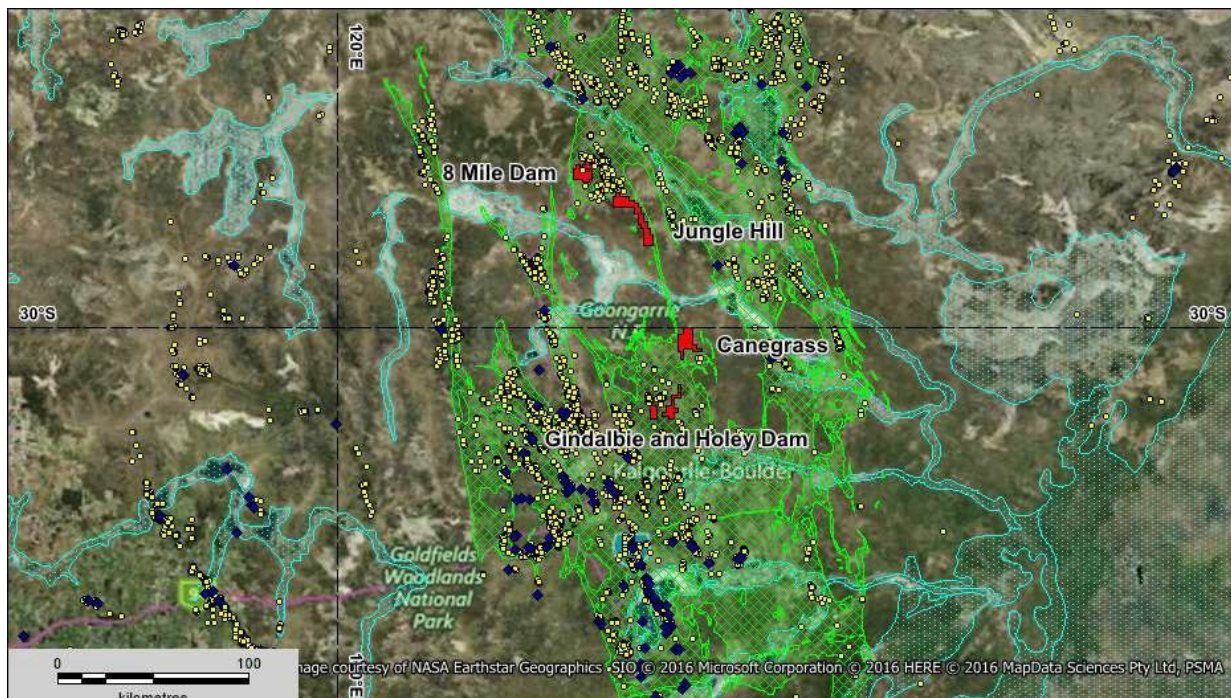 120°E
8 Mile Dam
Jungle Hill
30°S
30°S
Goongarrie
N.P.
Canegrass
Gindalbie and Holey Dam
Kalgoorlie-Boulder
Goldfields
Woodlands
National
Park
120°E
0 100
kilometres
mage courtesy of NASA Earthstar Geographics SIO © 2016 Microsoft Corporation © 2016 HERE © 2016 MapData Sciences Pty Ltd, PSMA